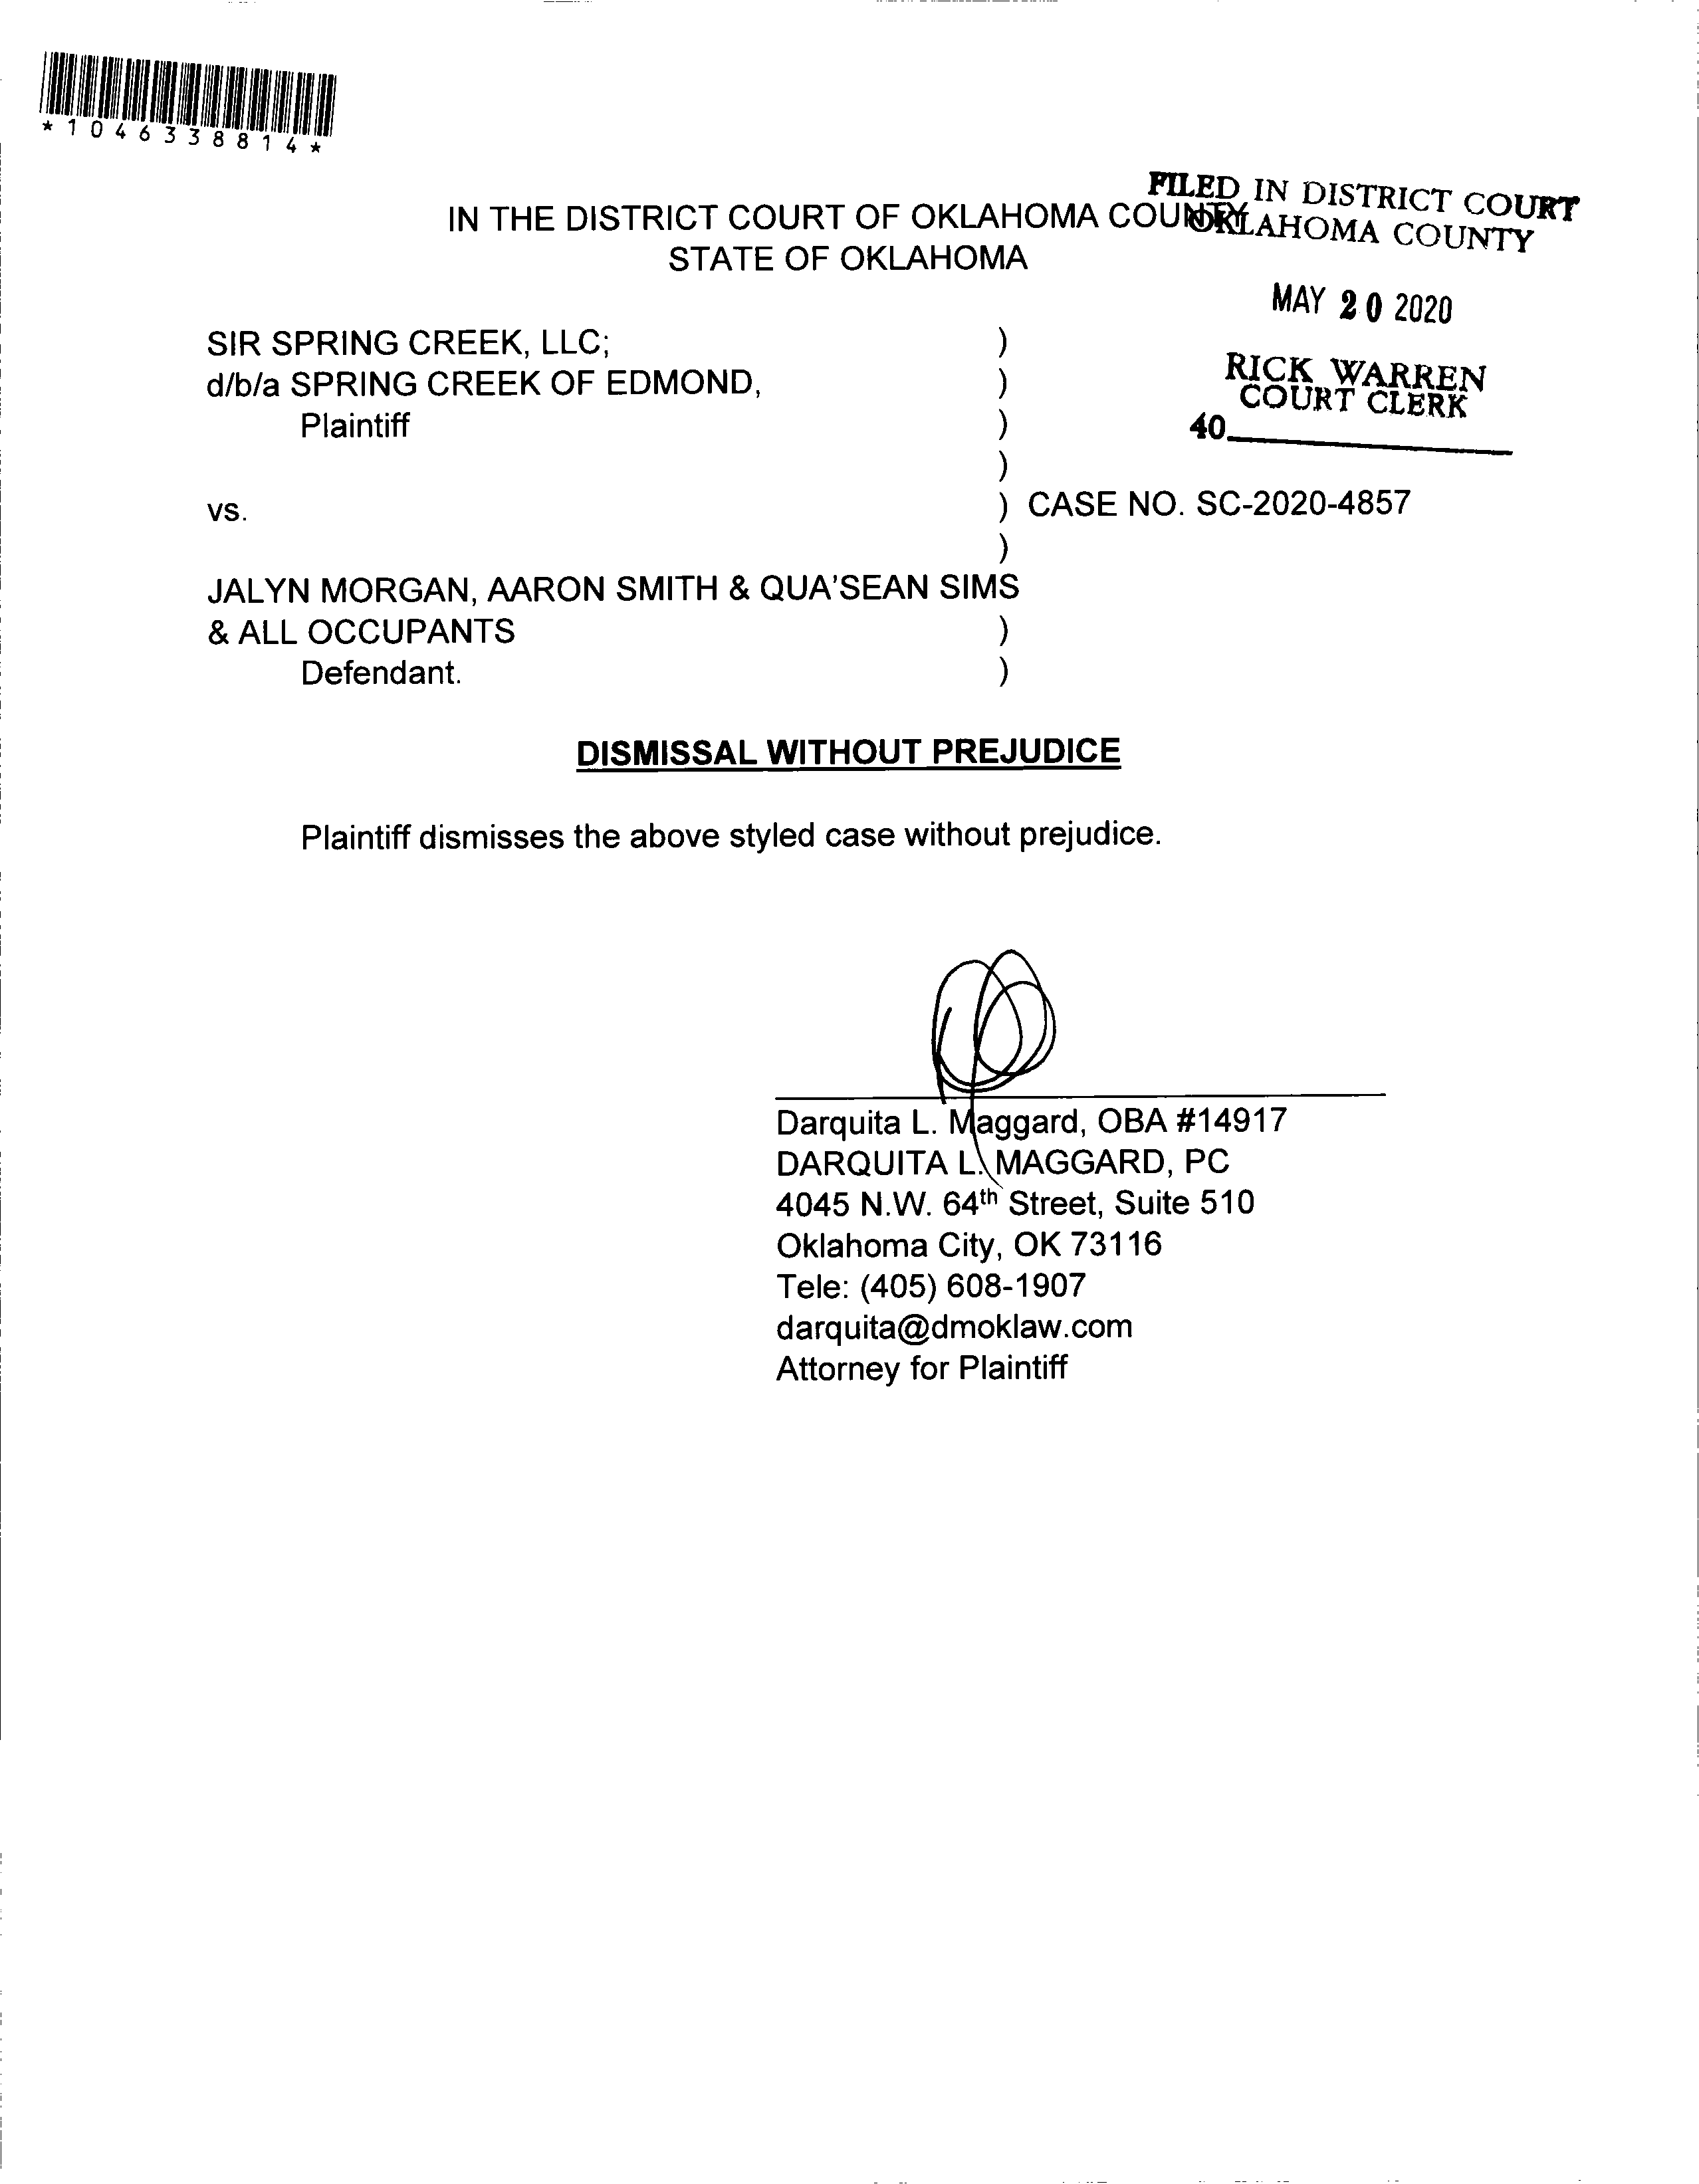 *1046338814*
FILED IN DISTRICT COURT
OKLAHOMA COUNTY
IN THE DISTRICT COURT OF OKLAHOMA COUNTY
STATE OF OKLAHOMA
MAY 20 2020
RICK WARREN
COURT CLERK
40
SIR SPRING CREEK, LLC; )
d/b/a SPRING CREEK OF EDMOND, )
Plaintiff )
)
vs. ) CASE NO. SC-2020-4857
)
JALYN MORGAN, AARON SMITH & QUA'SEAN SIMS
& ALL OCCUPANTS )
Defendant. )
DISMISSAL WITHOUT PREJUDICE
Plaintiff dismisses the above styled case without prejudice.
Darquita L. Maggard, OBA #14917
DARQUITA L. MAGGARD, PC
4045 N.W. 64th Street, Suite 510
Oklahoma City, OK 73116
Tele: (405) 608-1907
darquita@dmoklaw.com
Attorney for Plaintiff